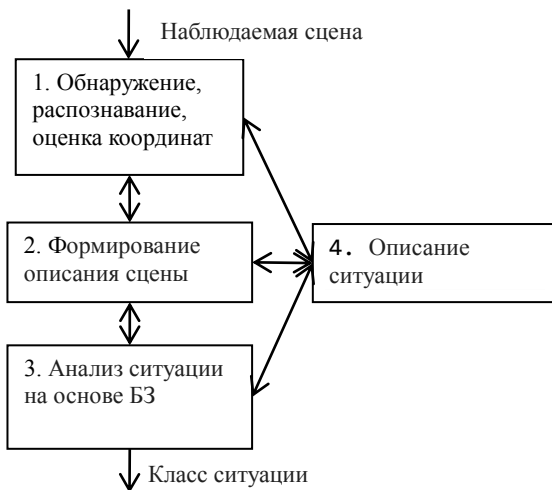 Наблюдаемая сцена
1. Обнаружение,
распознавание,
оценка координат
2. Формирование
описания сцены
4. Описание
ситуации
3. Анализ ситуации
на основе БЗ
Класс ситуации